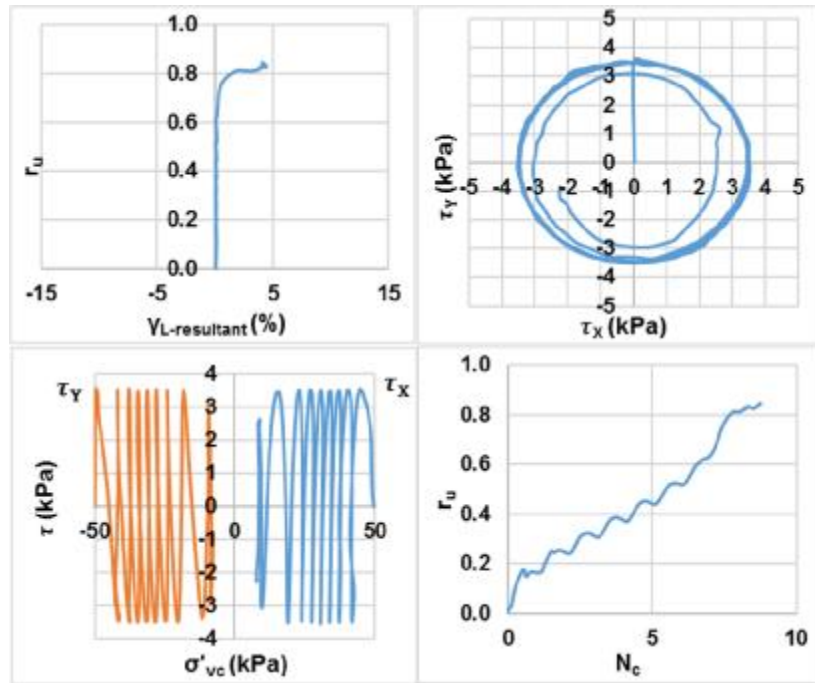 1.0
0.8
0.6
0.4
0.2
0.0
-15 -5 5 15
r_u
γ_L-resultant (%)
5
4
3
2
1
0
-5 -4 -3 -2 -1 0 1 2 3 4 5
-1
-2
-3
-4
-5
τ_Y (kPa)
τ_X (kPa)
τ_Y
τ_X
4
3
2
1
0
-1
-2
-3
-4
-50 0 50
τ (kPa)
σ'_vc (kPa)
1.0
0.8
0.6
0.4
0.2
0.0
0 5 10
r_u
N_c